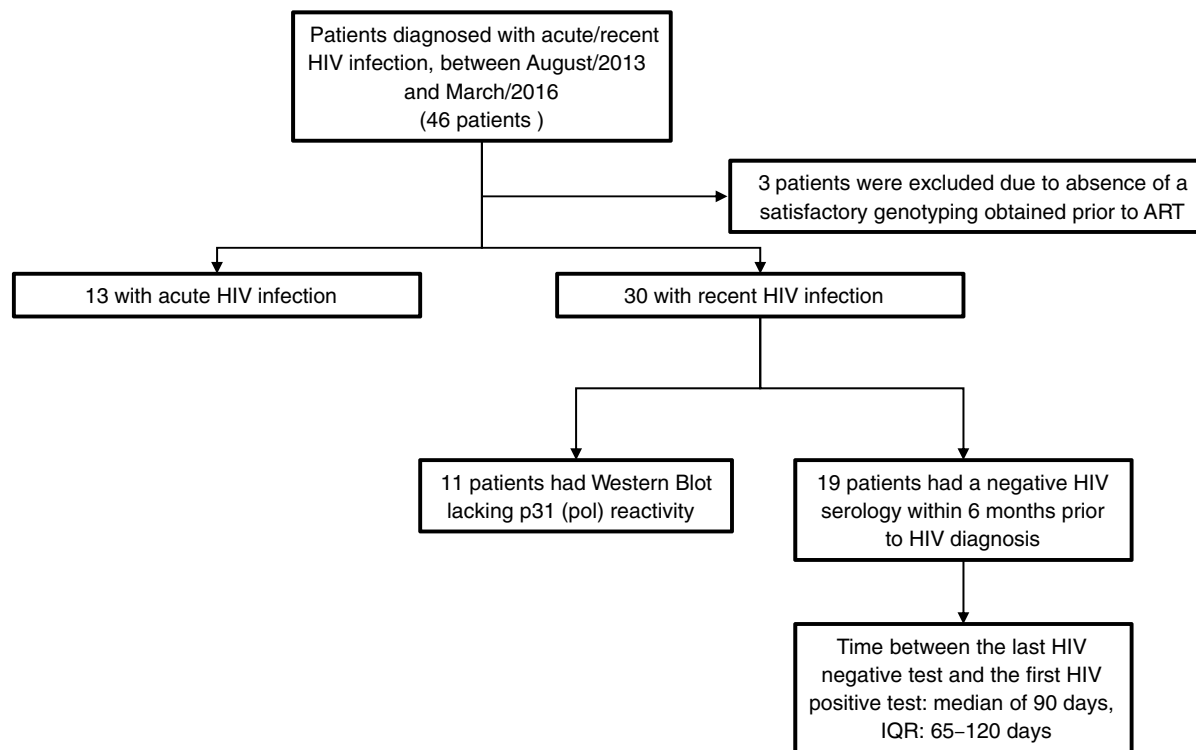 Patients diagnosed with acute/recent
HIV infection, between August/2013
and March/2016
(46 patients )
3 patients were excluded due to absence of a
satisfactory genotyping obtained prior to ART
13 with acute HIV infection
30 with recent HIV infection
11 patients had Western Blot
lacking p31 (pol) reactivity
19 patients had a negative HIV
serology within 6 months prior
to HIV diagnosis
Time between the last HIV
negative test and the first HIV
positive test: median of 90 days,
IQR: 65–120 days